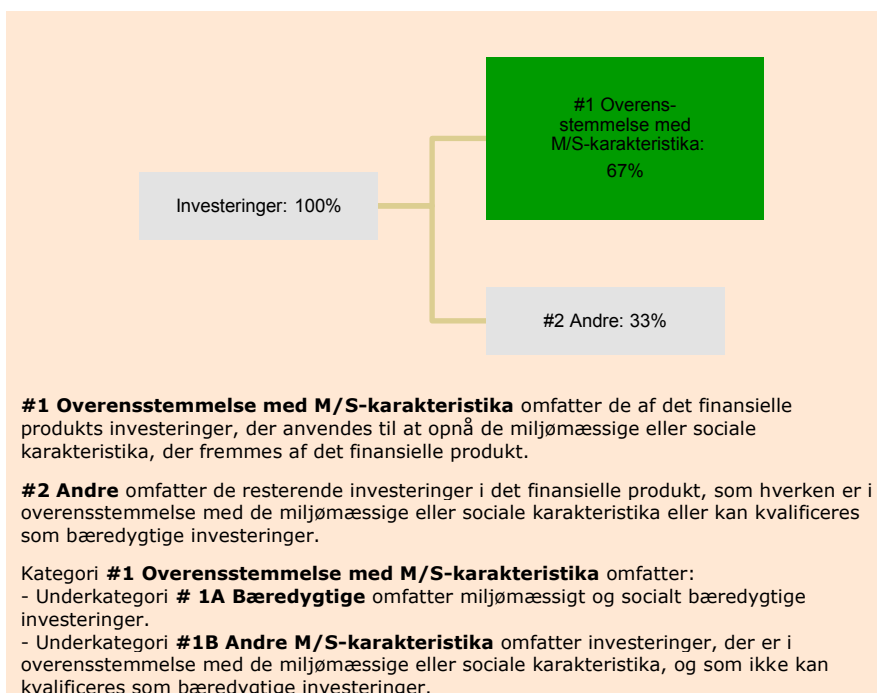 #1 Overens-
stemmelse med
M/S-karakteristika:
67%
Investeringer: 100%
#2 Andre: 33%
#1 Overensstemmelse med M/S-karakteristika omfatter de af det finansielle
produkts investeringer, der anvendes til at opnå de miljømæssige eller sociale
karakteristika, der fremmes af det finansielle produkt.
#2 Andre omfatter de resterende investeringer i det finansielle produkt, som hverken er i
overensstemmelse med de miljømæssige eller sociale karakteristika eller kan kvalificeres
som bæredygtige investeringer.
Kategori #1 Overensstemmelse med M/S-karakteristika omfatter:
- Underkategori # 1A Bæredygtige omfatter miljømæssigt og socialt bæredygtige
investeringer.
- Underkategori #1B Andre M/S-karakteristika omfatter investeringer, der er i
overensstemmelse med de miljømæssige eller sociale karakteristika, og som ikke kan
kvalificeres som bæredygtige investeringer.